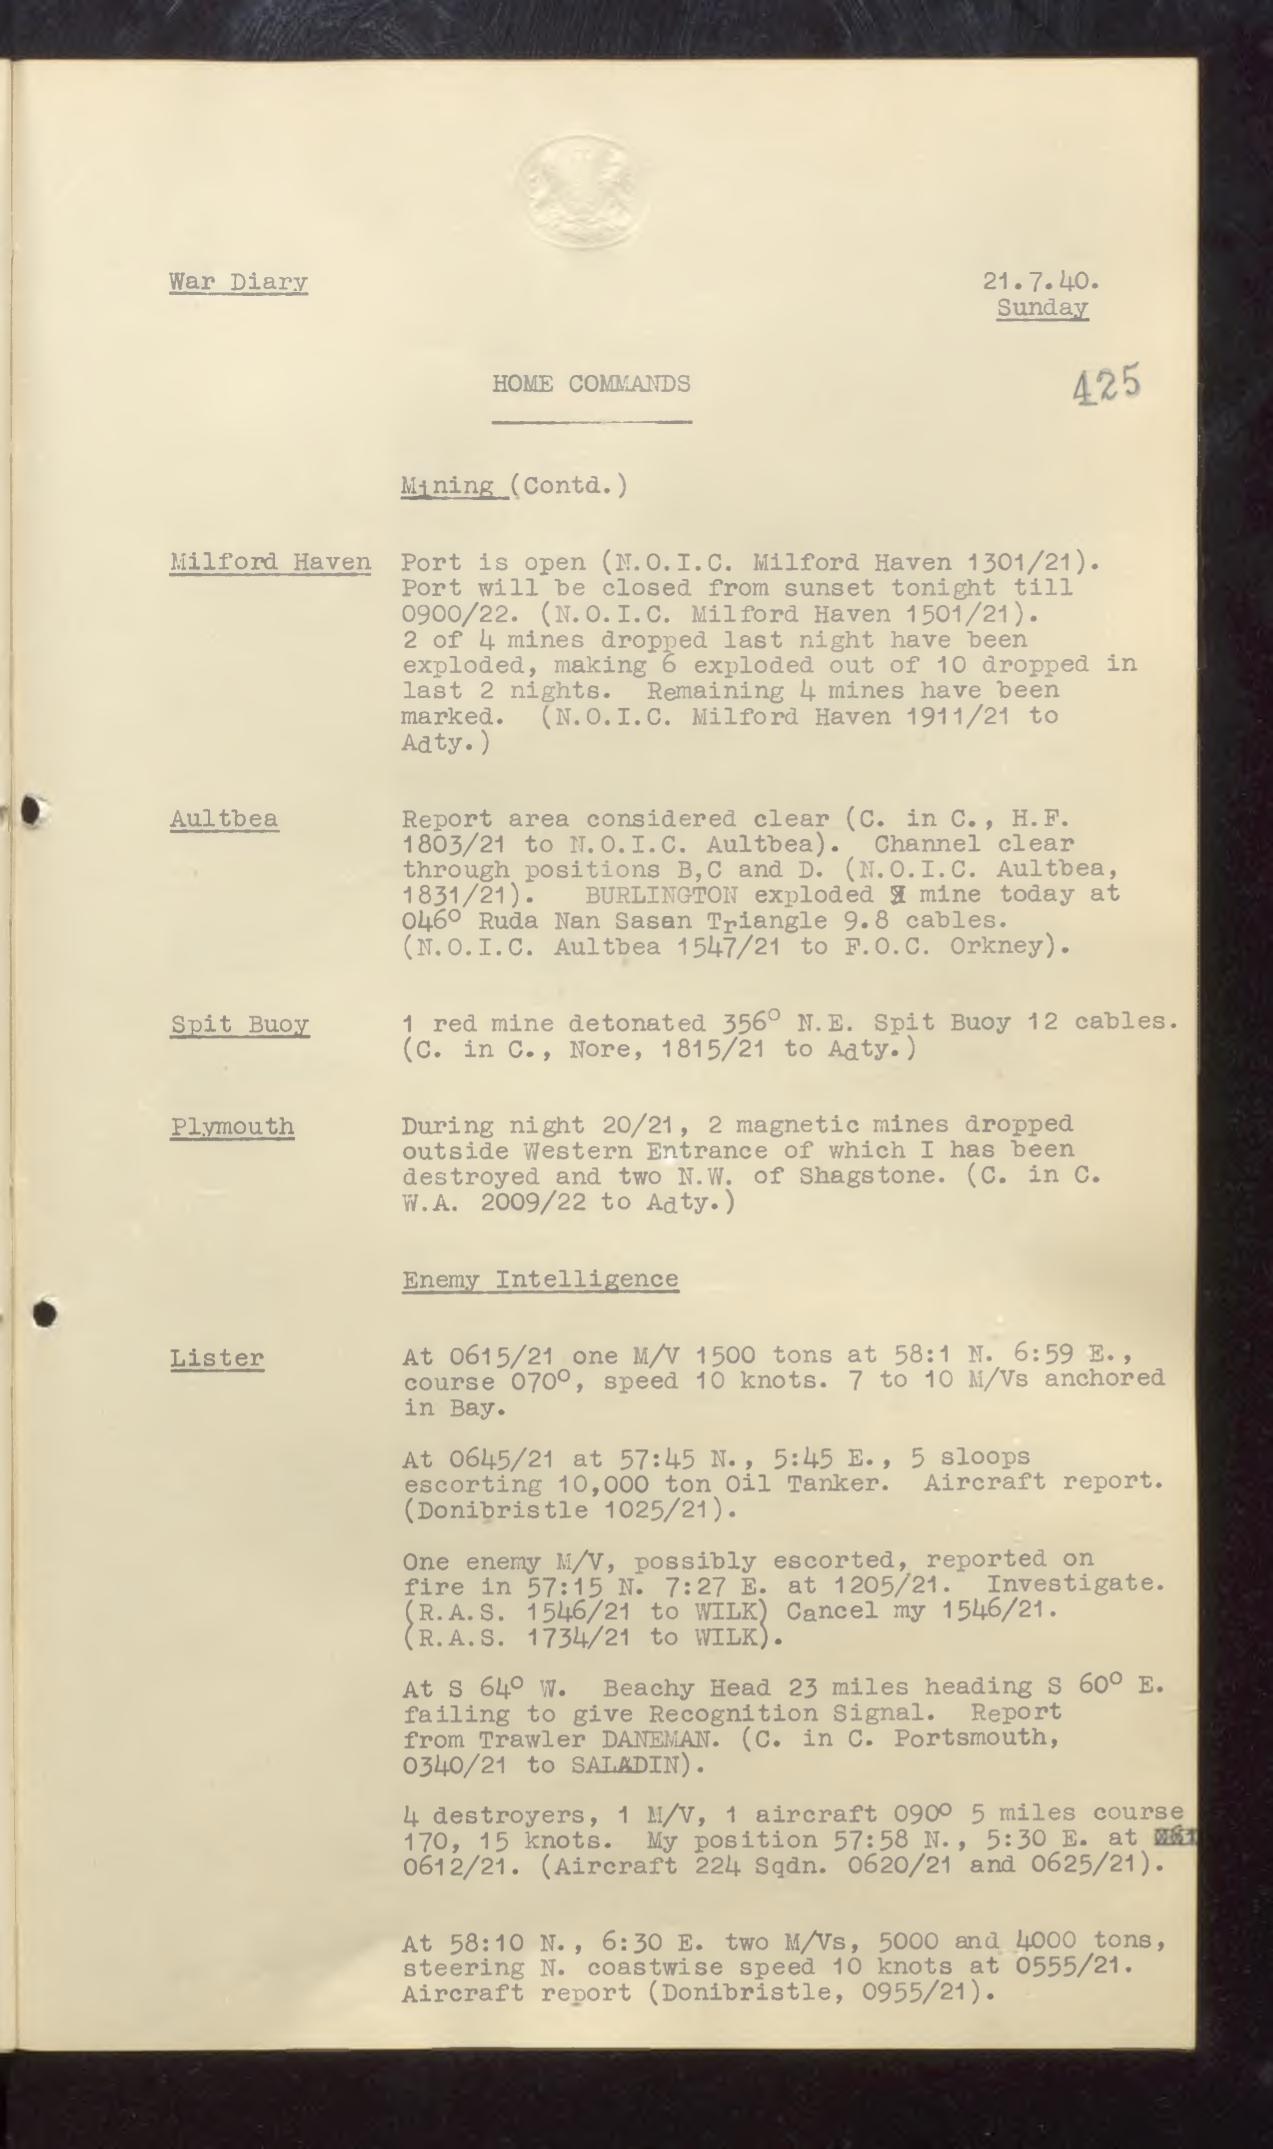 War Diary
21.7.40.
Sunday
HOME COMMANDS
425
Mining (Contd.)
Milford Haven
Port is open (N.O.I.C. Milford Haven 1301/21).
Port will be closed from sunset tonight till
0900/22. (N.O.I.C. Milford Haven 1501/21).
2 of 4 mines dropped last night have been
exploded, making 6 exploded out of 10 dropped in
last 2 nights. Remaining 4 mines have been
marked. (N.O.I.C. Milford Haven 1911/21 to
Adty.)
Aultbea
Report area considered clear (C. in C., H.F.
1803/21 to N.O.I.C. Aultbea). Channel clear
through positions B,C and D. (N.O.I.C. Aultbea,
1831/21). BURLINGTON exploded mine today at
046° Ruda Nan Sasan Triangle 9.8 cables.
(N.O.I.C. Aultbea 1547/21 to F.O.C. Orkney).
Spit Buoy
1 red mine detonated 356° N.E. Spit Buoy 12 cables.
(C. in C., Nore, 1815/21 to Adty.)
Plymouth
During night 20/21, 2 magnetic mines dropped
outside Western Entrance of which I has been
destroyed and two N.W. of Shagstone. (C. in C.
W.A. 2009/22 to Adty.)
Enemy Intelligence
Lister
At 0615/21 one M/V 1500 tons at 58:1 N. 6:59 E.,
course 070°, speed 10 knots. 7 to 10 M/Vs anchored
in Bay.
At 0645/21 at 57:45 N., 5:45 E., 5 sloops
escorting 10,000 ton Oil Tanker. Aircraft report.
(Donibristle 1025/21).
One enemy M/V, possibly escorted, reported on
fire in 57:15 N. 7:27 E. at 1205/21. Investigate.
(R.A.S. 1546/21 to WILK) Cancel my 1546/21.
(R.A.S. 1734/21 to WILK).
At S 64° W. Beachy Head 23 miles heading S 60° E.
failing to give Recognition Signal. Report
from Trawler DANEMAN. (C. in C. Portsmouth,
0340/21 to SALADIN).
4 destroyers, 1 M/V, 1 aircraft 090° 5 miles course
170, 15 knots. My position 57:58 N., 5:30 E. at
0612/21. (Aircraft 224 Sqdn. 0620/21 and 0625/21).
At 58:10 N., 6:30 E. two M/Vs, 5000 and 4000 tons,
steering N. coastwise speed 10 knots at 0555/21.
Aircraft report (Donibristle, 0955/21).